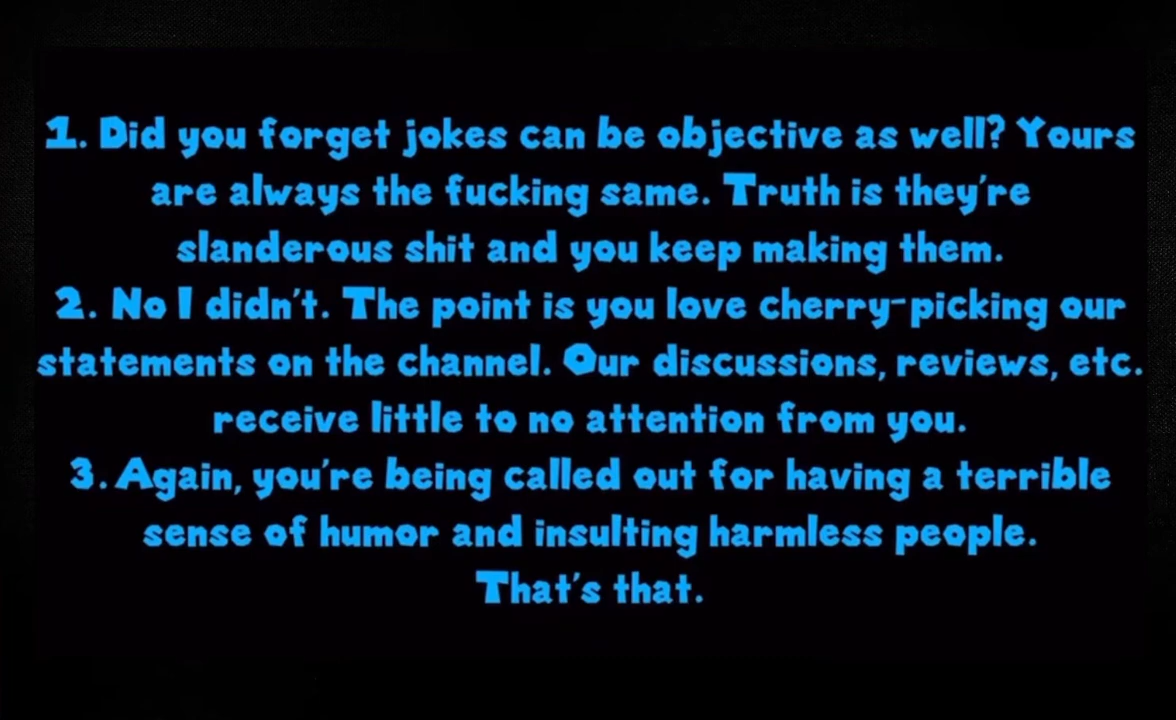 1. Did you forget jokes can be objective as well? Yours
are always the fucking same. Truth is they're
slanderous shit and you keep making them.
2. No I didn't. The point is you love cherry-picking our
statements on the channel. Our discussions, reviews, etc.
receive little to no attention from you.
3. Again, you're being called out for having a terrible
sense of humor and insulting harmless people.
That's that.